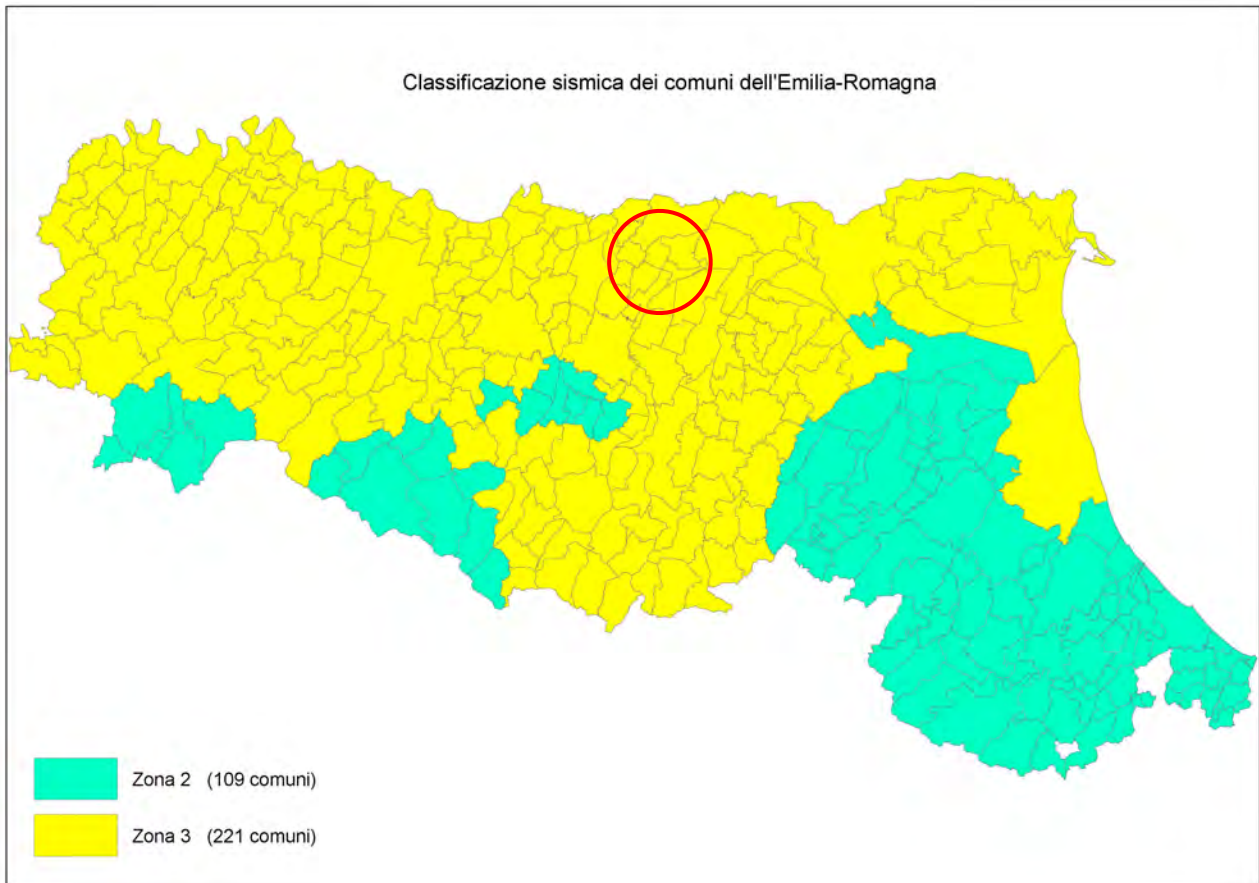 Classificazione sismica dei comuni dell'Emilia-Romagna
Zona 2 (109 comuni)
Zona 3 (221 comuni)